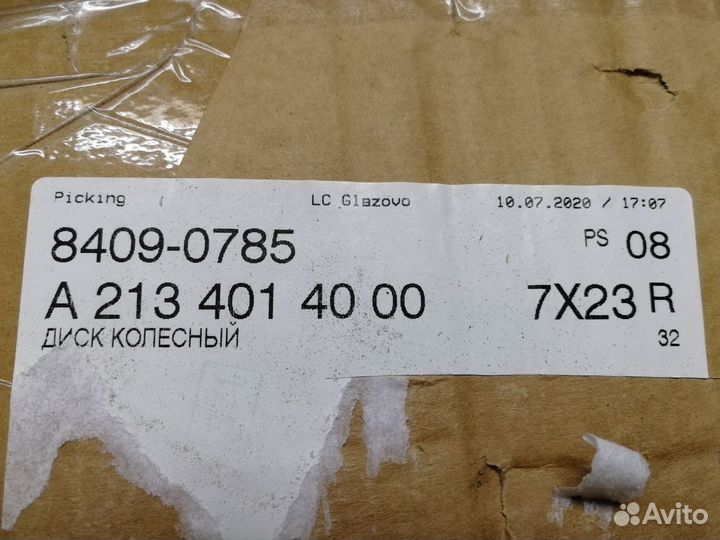 Picking LC Glazovo 10.07.2020 / 17:07
8409-0785 PS 08
A 213 401 40 00 7X23 R
ДИСК КОЛЕСНЫЙ 32
Avito